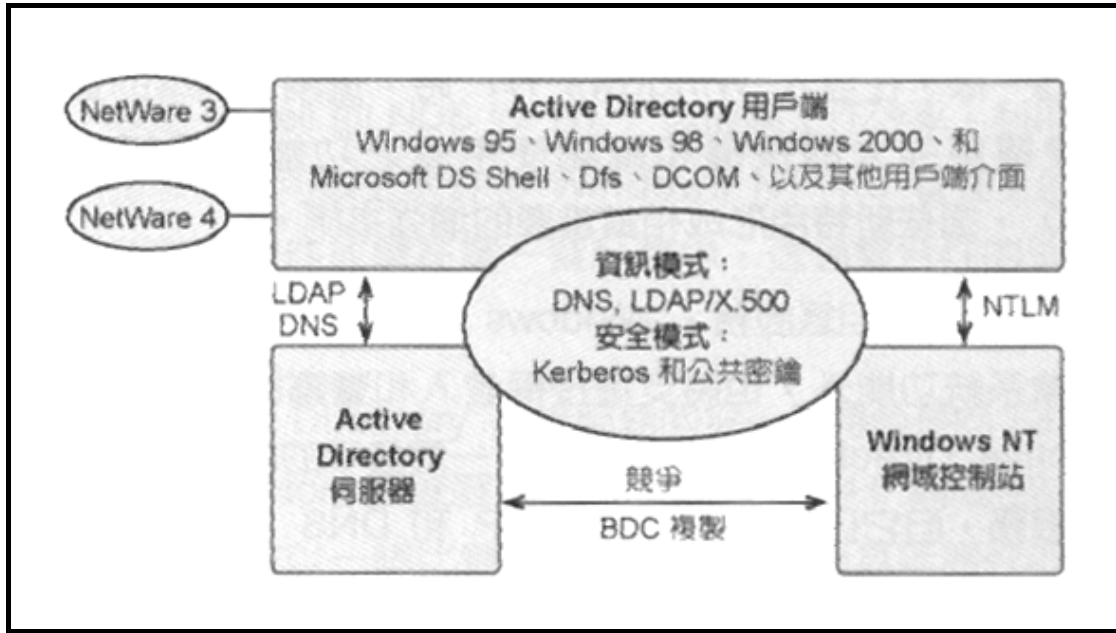 NetWare 3
NetWare 4
Active Directory 用戶端
Windows 95、Windows 98、Windows 2000、和
Microsoft DS Shell、Dfs、DCOM、以及其他用戶端介面
資訊模式：
DNS, LDAP/X.500
安全模式：
Kerberos 和公共密鑰
LDAP
DNS
NTLM
Active
Directory
伺服器
競爭
BDC 複製
Windows NT
網域控制站